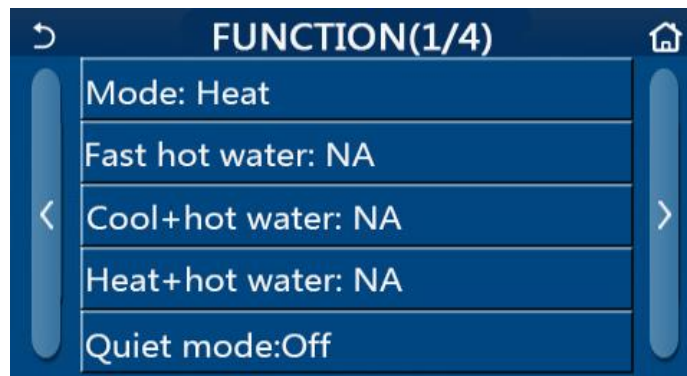 FUNCTION(1/4)
Mode: Heat
Fast hot water: NA
Cool+hot water: NA
Heat+hot water: NA
Quiet mode:Off